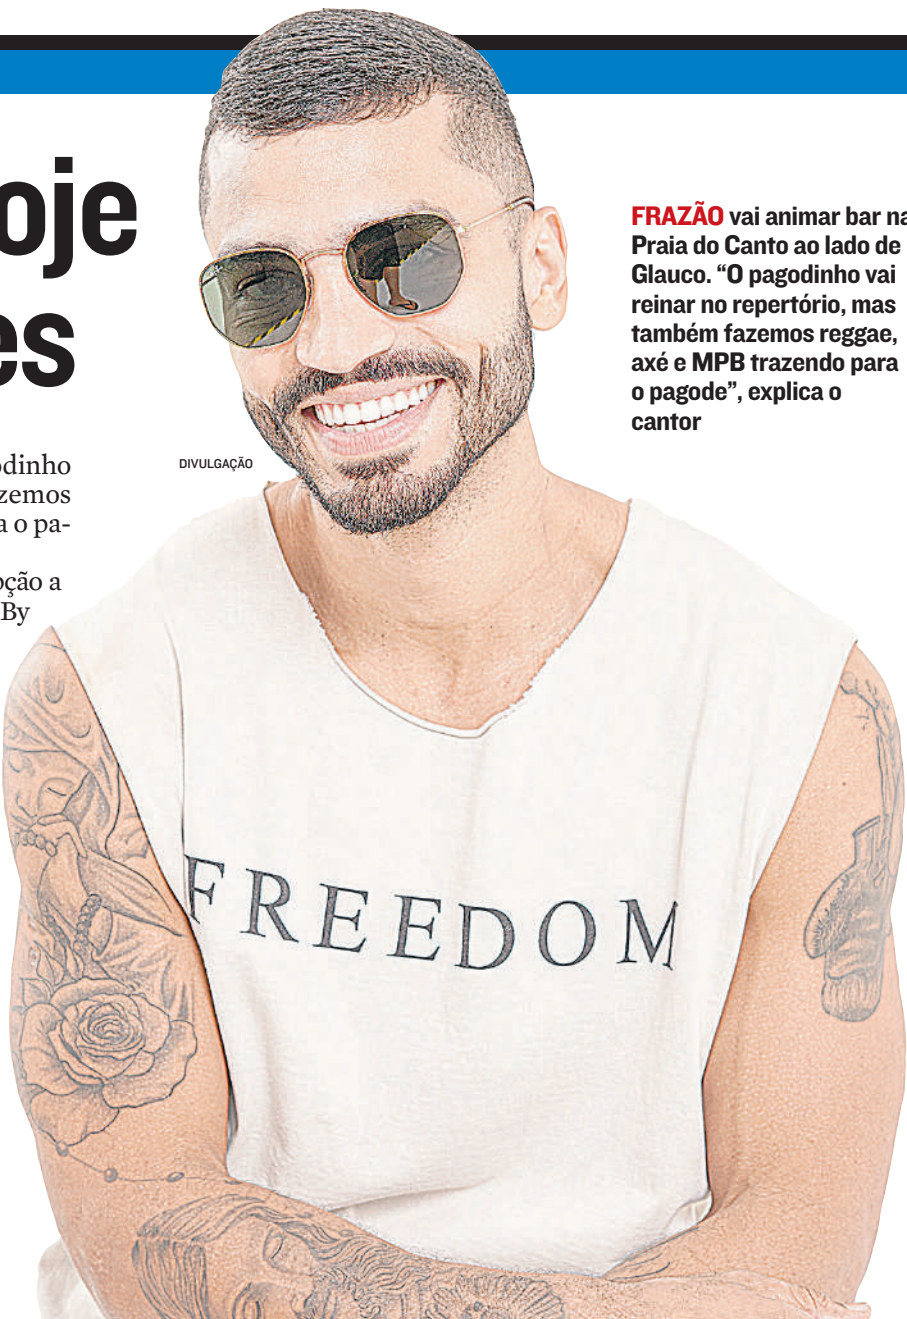 oje
es
odinho
zemos
a o pa-
pção a
By
DIVULGAÇÃO
FRAZÃO vai animar bar na
Praia do Canto ao lado de
Glauco. “O pagodinho vai
reinar no repertório, mas
também fazemos reggae,
axé e MPB trazendo para
o pagode”, explica o
cantor
FREEDOM